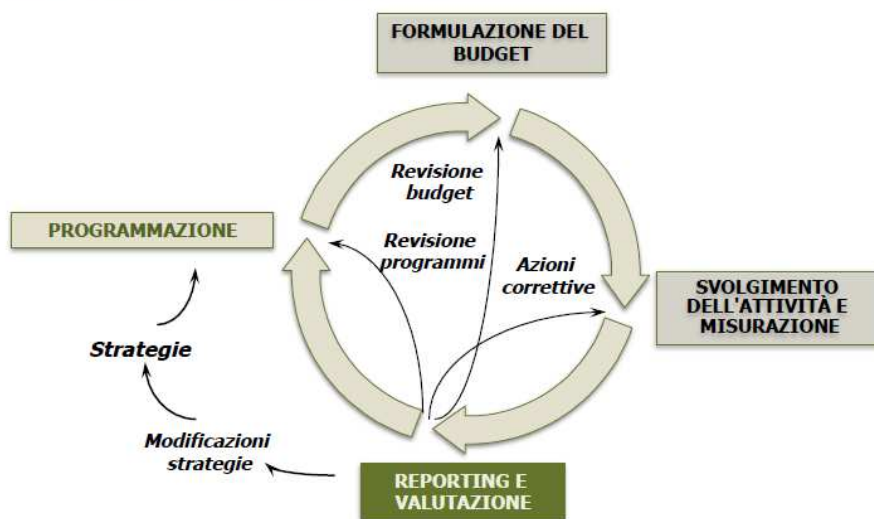 FORMULAZIONE DEL
BUDGET
Revisione
budget
PROGRAMMAZIONE
Revisione
programmi
Azioni
correttive
SVOLGIMENTO
DELL'ATTIVITÀ E
MISURAZIONE
Strategie
Modificazioni
strategie
REPORTING E
VALUTAZIONE